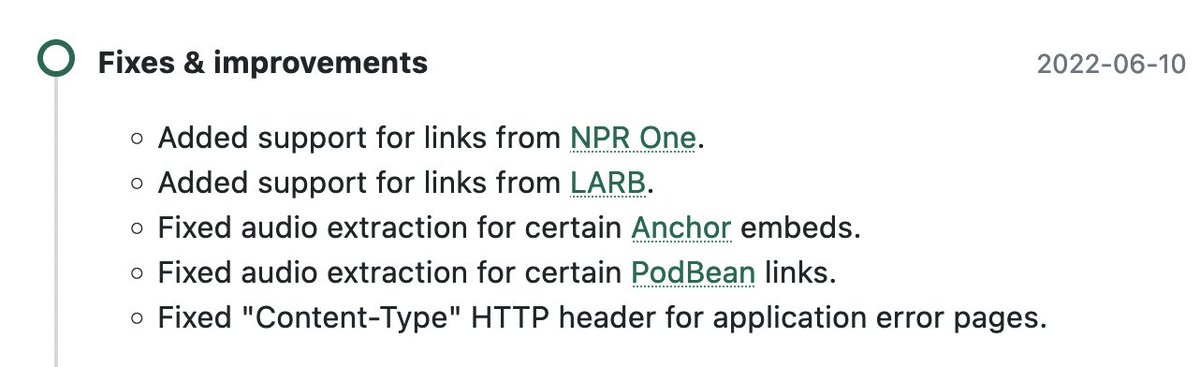 Fixes & improvements
2022-06-10
Added support for links from NPR One.
Added support for links from LARB.
Fixed audio extraction for certain Anchor embeds.
Fixed audio extraction for certain PodBean links.
Fixed "Content-Type" HTTP header for application error pages.